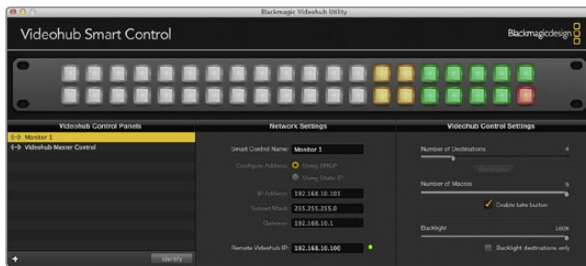 Blackmagic Videohub Utility
Videohub Smart Control
Blackmagicdesign
Videohub Control Panels
Monitor 1
Videohub Master Control
Identify
Network Settings
Smart Control Name: Monitor 1
Configure Address: Using DHCP
Using Static IP
IP Address: 192.168.10.103
Subnet Mask: 255.255.255.0
Gateway: 192.168.10.1
Remote Videohub IP: 192.168.10.100
Videohub Control Settings
Number of Destinations 4
Number of Macros 9
Enable take button
Backlight 100%
Backlight destinations only